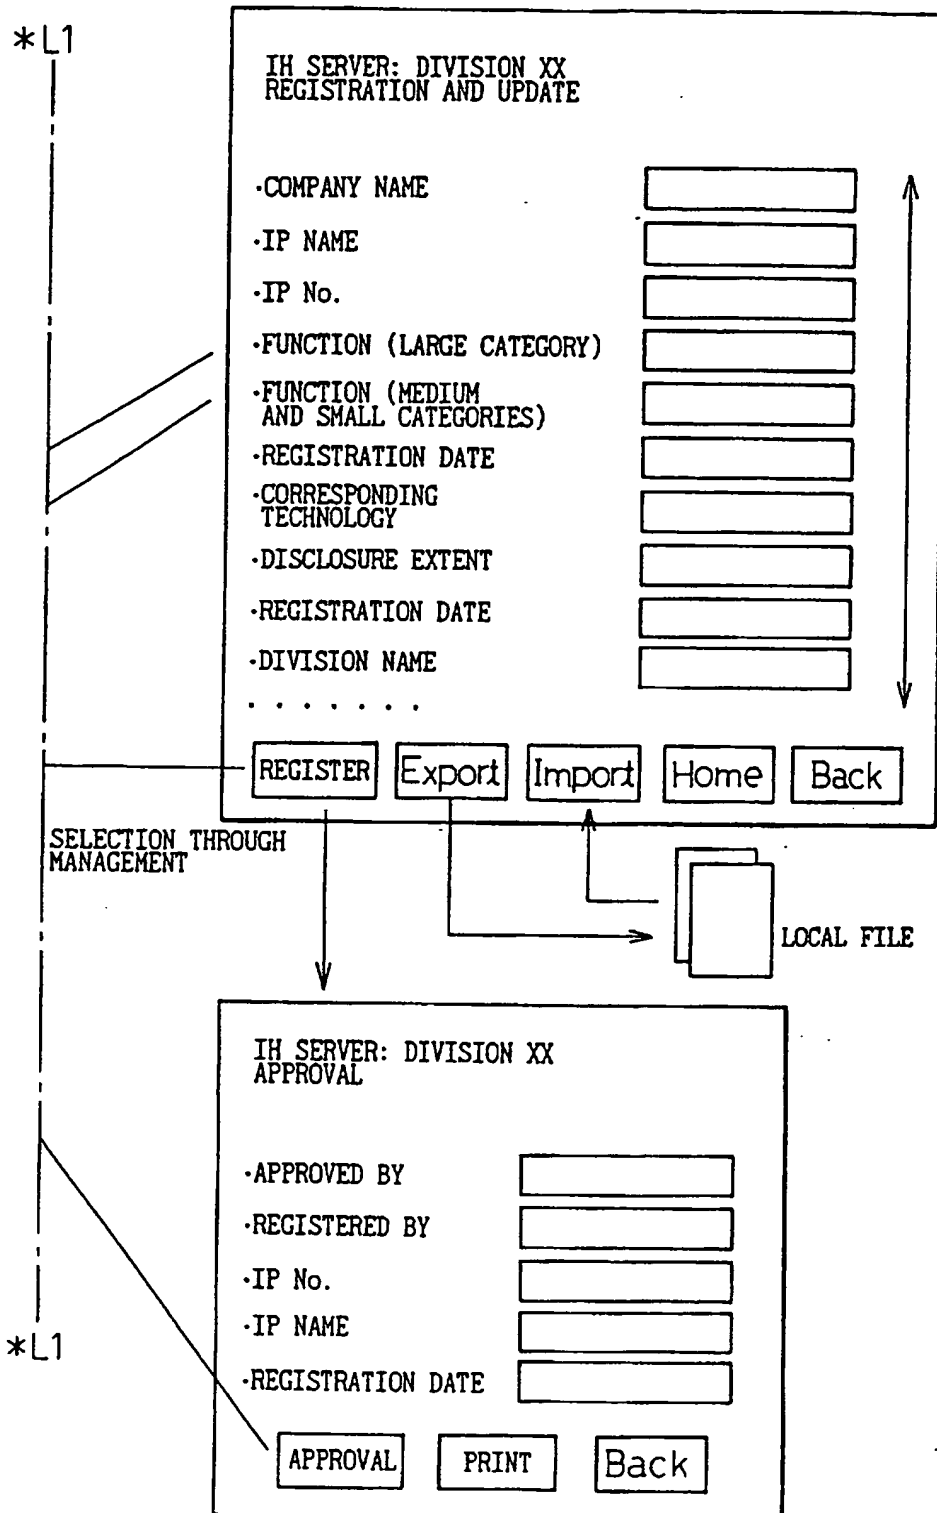 *L1
IH SERVER: DIVISION XX
REGISTRATION AND UPDATE
·COMPANY NAME
·IP NAME
·IP No.
·FUNCTION (LARGE CATEGORY)
·FUNCTION (MEDIUM
AND SMALL CATEGORIES)
·REGISTRATION DATE
·CORRESPONDING
TECHNOLOGY
·DISCLOSURE EXTENT
·REGISTRATION DATE
·DIVISION NAME
. . . . . . .
REGISTER Export Import Home Back
SELECTION THROUGH
MANAGEMENT
LOCAL FILE
IH SERVER: DIVISION XX
APPROVAL
·APPROVED BY
·REGISTERED BY
·IP No.
·IP NAME
*L1
·REGISTRATION DATE
APPROVAL PRINT Back